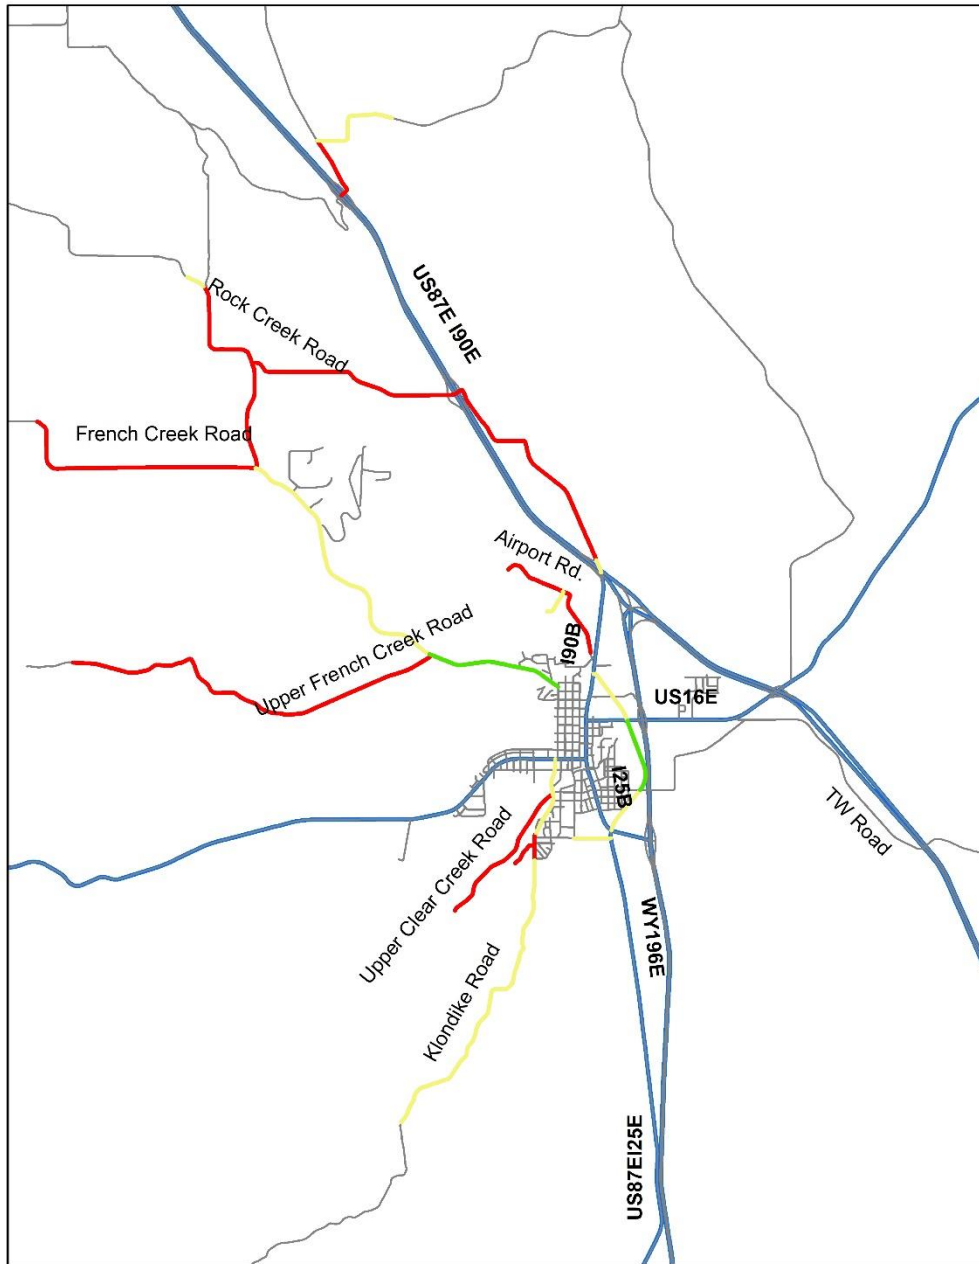 US87E I90E
Rock Creek Road
French Creek Road
Airport Rd.
Upper French Creek Road
I90B
US16E
I25B
TW Road
Upper Clear Creek Road
WY196E
Klondike Road
US87EI25E